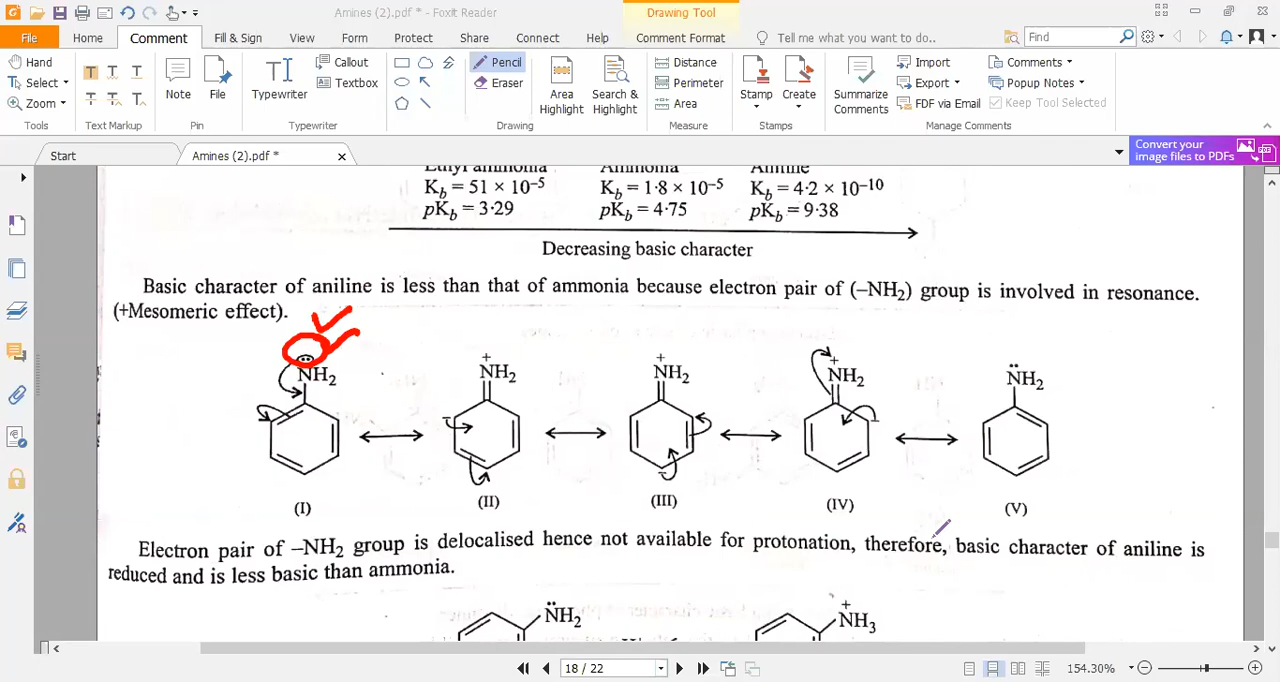 Amines (2).pdf * - Foxit Reader
Drawing Tool
File Home Comment Fill & Sign View Form Protect Share Connect Help Comment Format Tell me what you want to do.. Find
Hand
Select
Zoom
Tools
Text Markup
Note
File
Pin
Typewriter
Callout
Textbox
Typewriter
Pencil
Eraser
Drawing
Area Highlight
Search & Highlight
Distance
Perimeter
Area
Measure
Stamp
Create
Stamps
Summarize Comments
Import
Export
FDF via Email
Comments
Popup Notes
Keep Tool Selected
Manage Comments
Start
Amines (2).pdf *
Convert your
image files to PDFs
Ethyl ammonia Ammonia Aniline
K_b = 51 × 10⁻⁵ K_b = 1·8 × 10⁻⁵ K_b = 4·2 × 10⁻¹⁰
pK_b = 3·29 pK_b = 4·75 pK_b = 9·38
Decreasing basic character
Basic character of aniline is less than that of ammonia because electron pair of (–NH₂) group is involved in resonance.
(+Mesomeric effect).
NH₂ +NH₂ +NH₂ +NH₂ NH₂
(I) (II) (III) (IV) (V)
Electron pair of –NH₂ group is delocalised hence not available for protonation, therefore, basic character of aniline is
reduced and is less basic than ammonia.
NH₂ +NH₃
18 / 22
154.30%